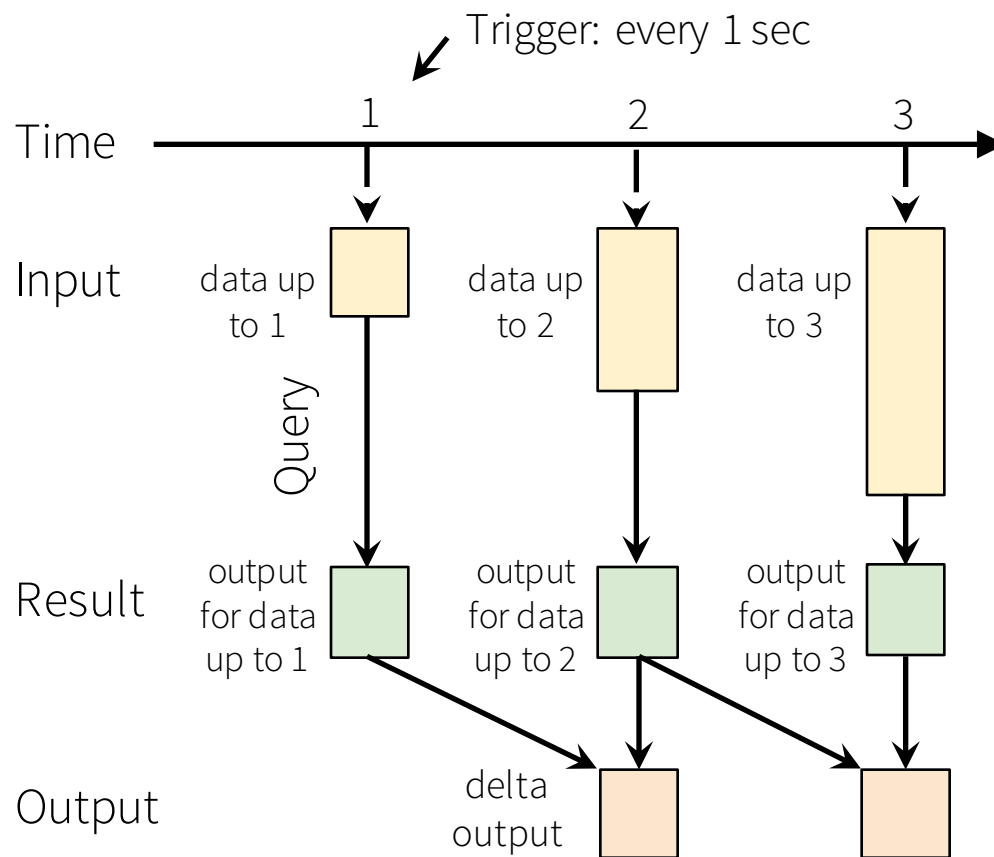 Trigger: every 1 sec
1
2
3
Time
Input
data up
to 1
data up
to 2
data up
to 3
Query
Result
output
for data
up to 1
output
for data
up to 2
output
for data
up to 3
Output
delta
output